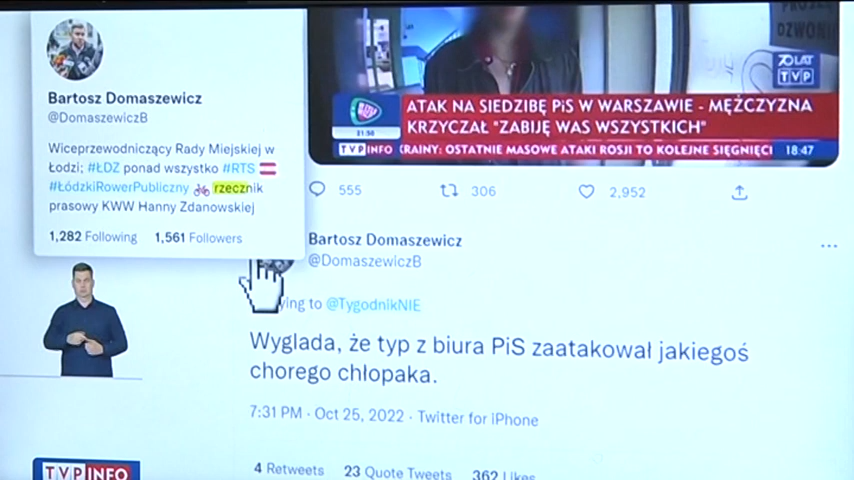 Bartosz Domaszewicz
@DomaszewiczB
Wiceprzewodniczący Rady Miejskiej w
Łodzi; #ŁDZ ponad wszystko #RTS
#ŁódzkiRowerPubliczny rzecznik
prasowy KWW Hanny Zdanowskiej
1,282 Following 1,561 Followers
70 LAT
TVP
ATAK NA SIEDZIBĘ PiS W WARSZAWIE - MĘŻCZYZNA
KRZYCZAŁ "ZABIJĘ WAS WSZYSTKICH"
21:50
TVP INFO KRAINY: OSTATNIE MASOWE ATAKI ROSJI TO KOLEJNE SIĘGNIĘCI 18:47
555 306 2,952
Bartosz Domaszewicz
@DomaszewiczB
ying to @TygodnikNIE
Wyglada, że typ z biura PiS zaatakował jakiegoś
chorego chłopaka.
7:31 PM · Oct 25, 2022 · Twitter for iPhone
4 Retweets 23 Quote Tweets 362 Likes
TVP INFO